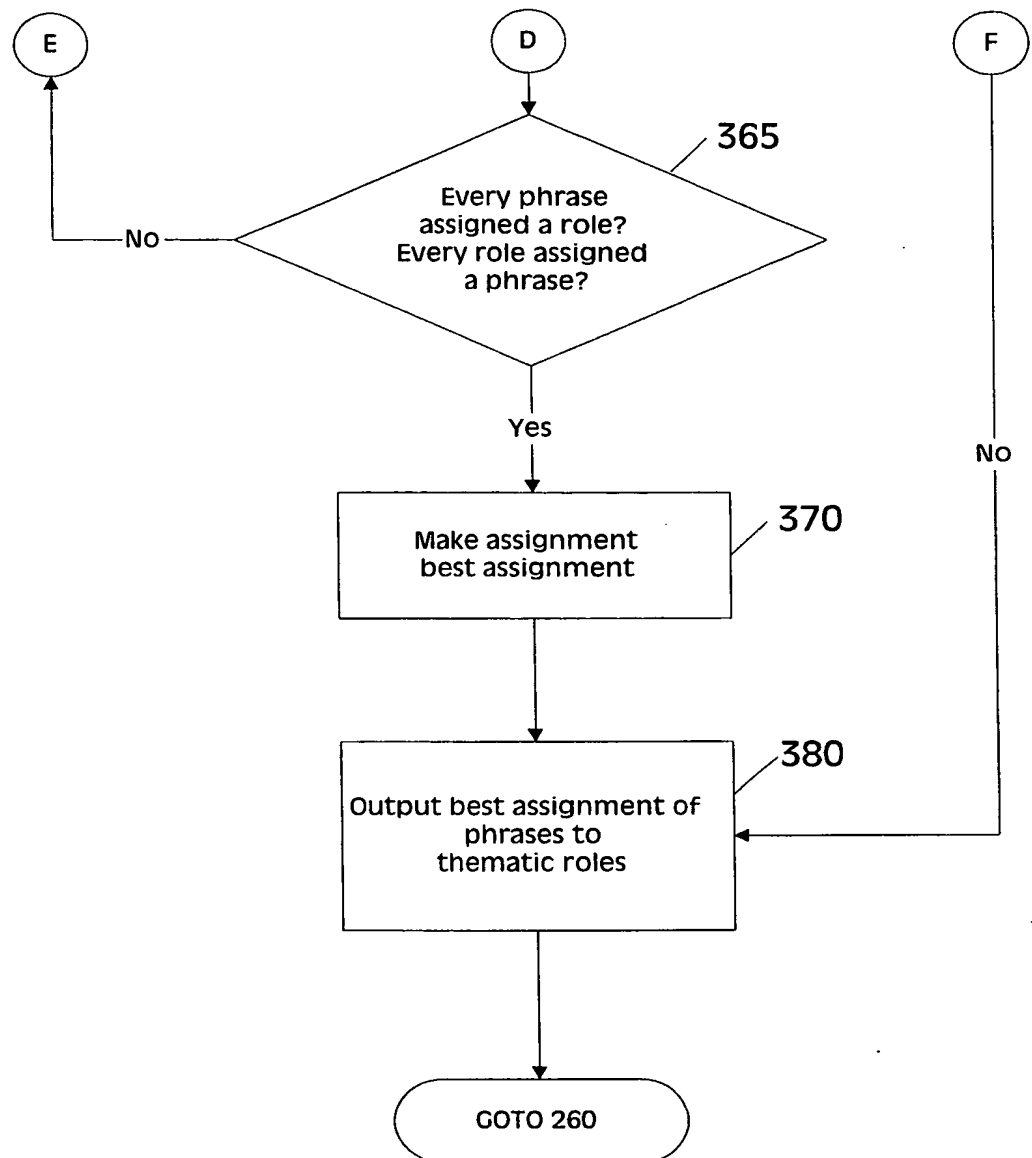 E
D
F
365
Every phrase
assigned a role?
Every role assigned
a phrase?
No
Yes
No
370
Make assignment
best assignment
380
Output best assignment of
phrases to
thematic roles
GOTO 260